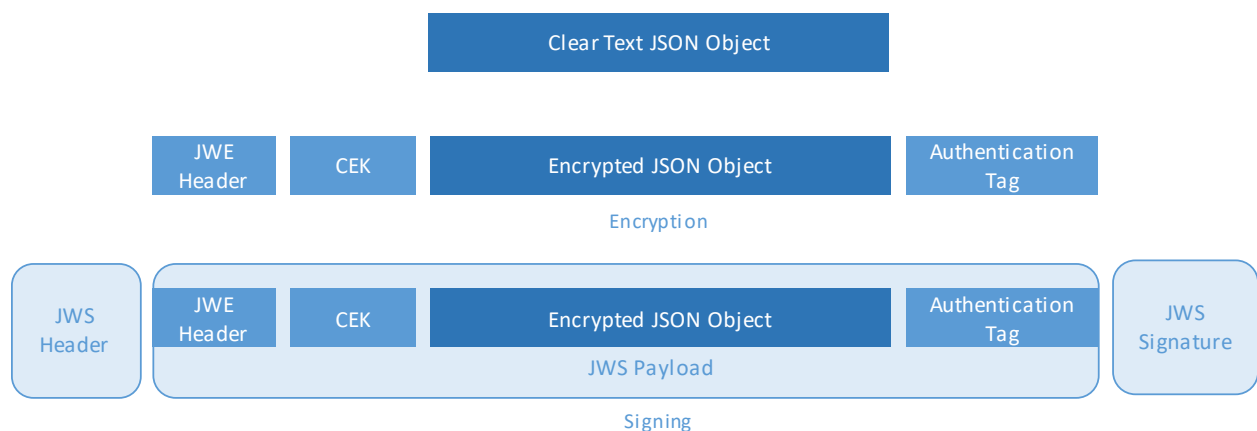 Clear Text JSON Object
JWE
Header
CEK
Encrypted JSON Object
Authentication
Tag
Encryption
JWS
Header
JWE
Header
CEK
Encrypted JSON Object
Authentication
Tag
JWS
Signature
JWS Payload
Signing